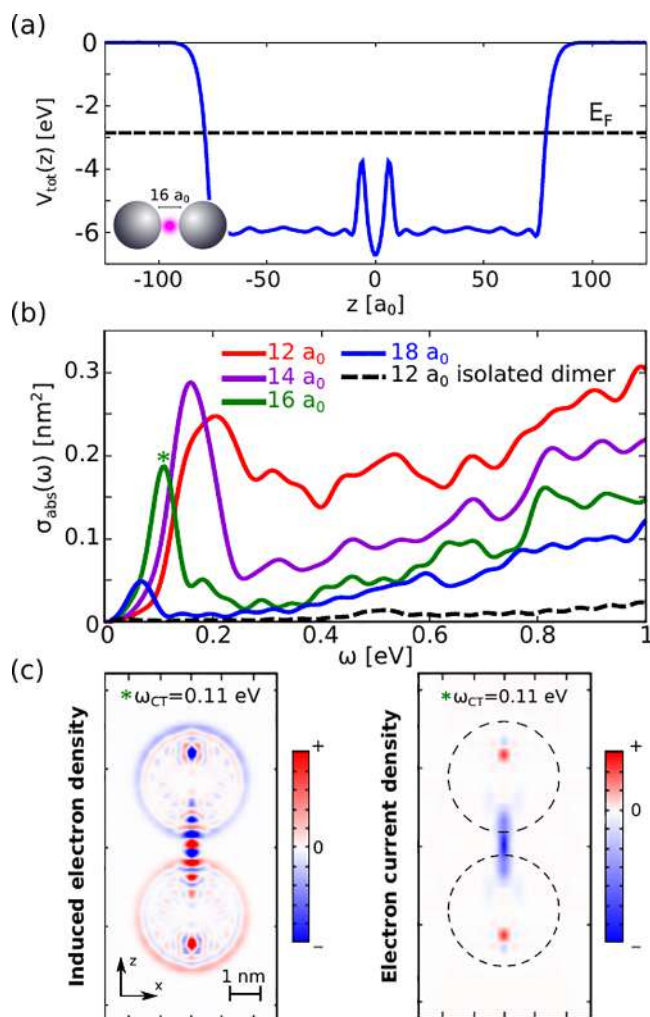 (a)
0
-2
-4
-6
V_tot(z) [eV]
E_F
16 a₀
-100 -50 0 50 100
z [a₀]
(b)
0.3
0.2
0.1
0
σ_abs(ω) [nm²]
12 a₀ 18 a₀
14 a₀ 12 a₀ isolated dimer
16 a₀
*
0 0.2 0.4 0.6 0.8 1
ω [eV]
(c)
Induced electron density
*ω_CT=0.11 eV
+
0
−
z
x
1 nm
Electron current density
*ω_CT=0.11 eV
+
0
−